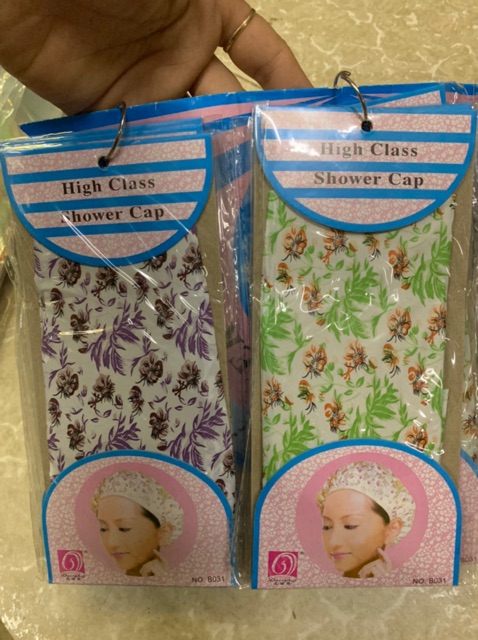 High Class
Shower Cap
High Class
Shower Cap
NO. B031
NO. B031